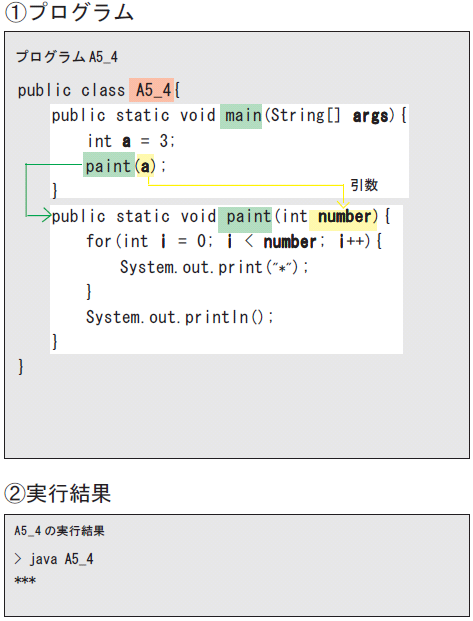 ①プログラム
プログラム A5_4
public class A5_4{
public static void main(String[] args){
int a = 3;
paint(a);
引数
}
public static void paint(int number){
for(int i = 0; i < number; i++){
System.out.print("*");
}
System.out.println();
}
}
②実行結果
A5_4 の実行結果
> java A5_4
***